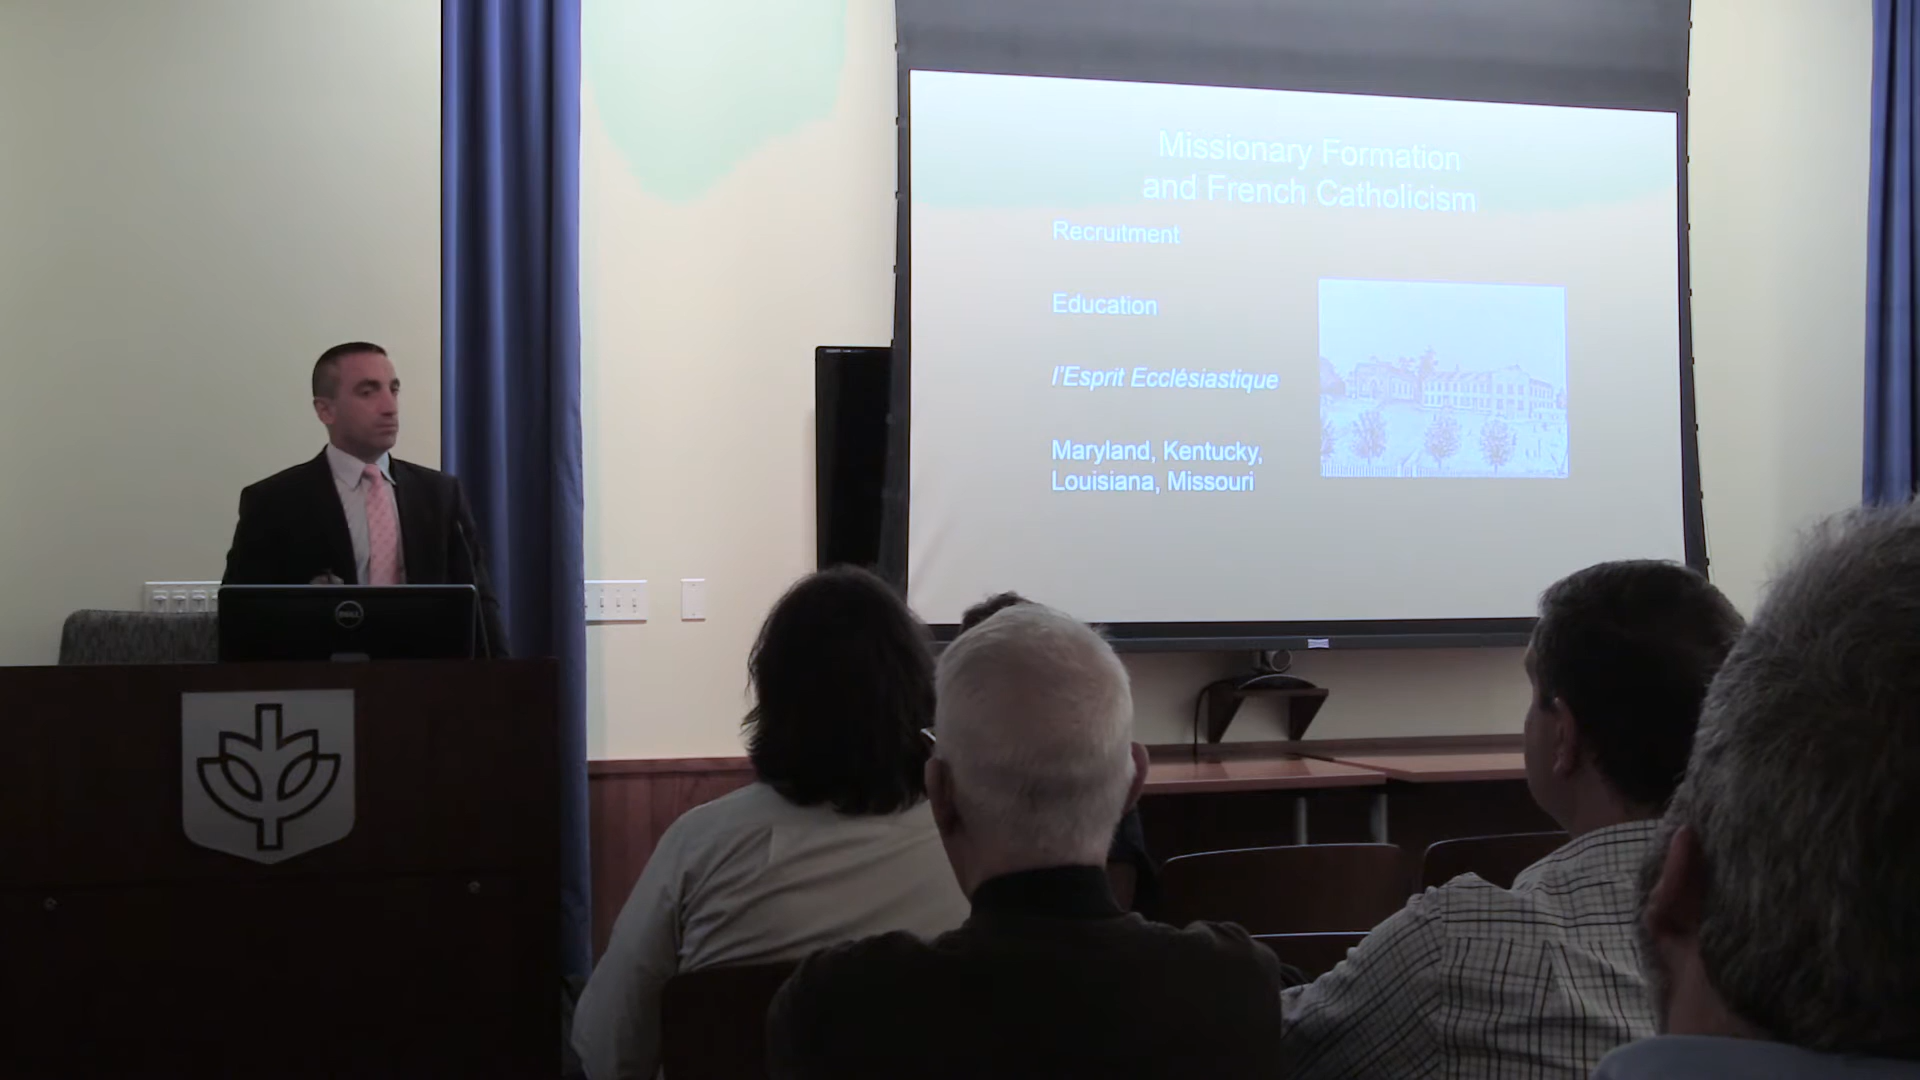 Missionary Formation
and French Catholicism
Recruitment
Education
l'Esprit Ecclésiastique
Maryland, Kentucky,
Louisiana, Missouri
DELL